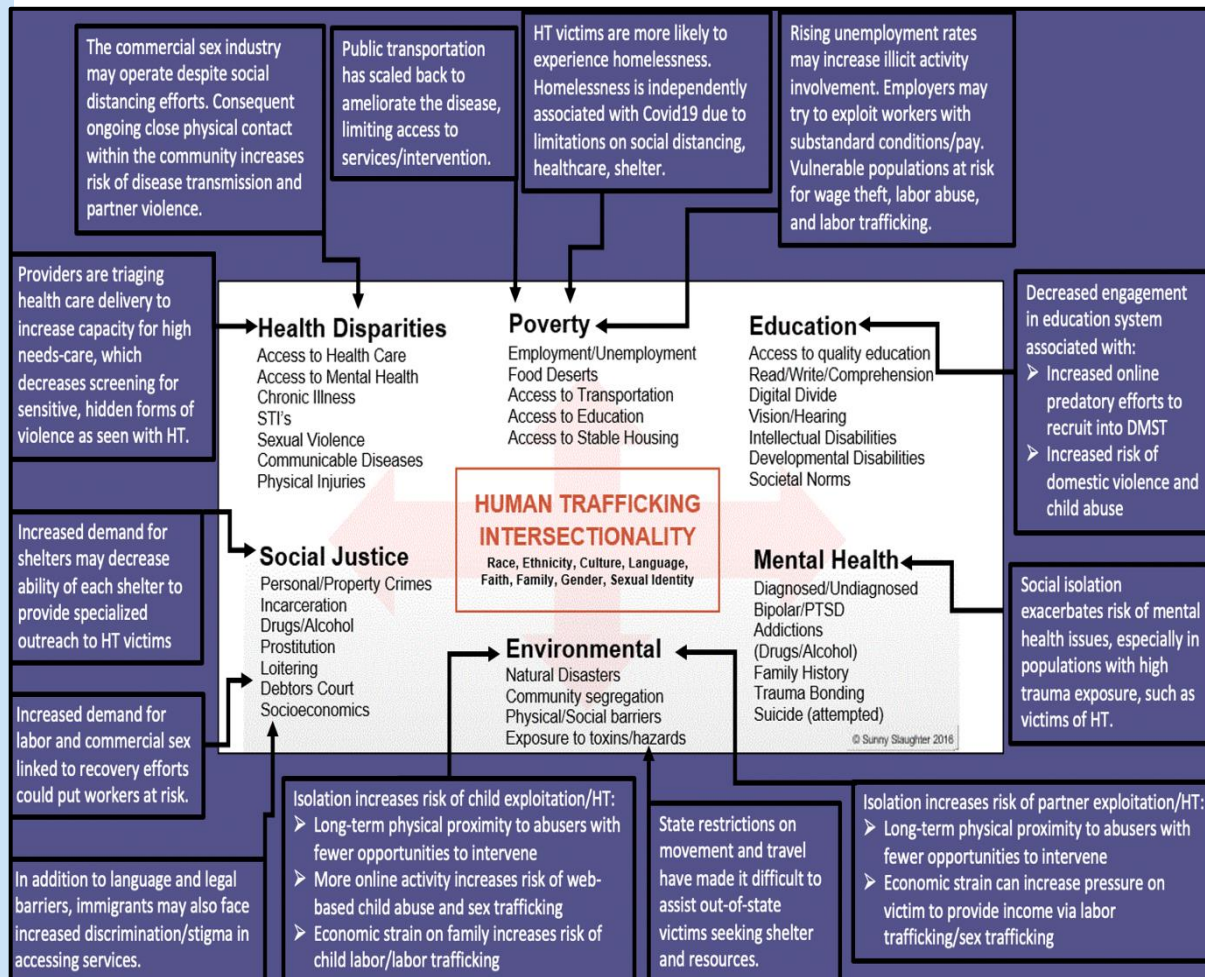 The commercial sex industry
may operate despite social
distancing efforts. Consequent
ongoing close physical contact
within the community increases
risk of disease transmission and
partner violence.
Public transportation
has scaled back to
ameliorate the disease,
limiting access to
services/intervention.
HT victims are more likely to
experience homelessness.
Homelessness is independently
associated with Covid19 due to
limitations on social distancing,
healthcare, shelter.
Rising unemployment rates
may increase illicit activity
involvement. Employers may
try to exploit workers with
substandard conditions/pay.
Vulnerable populations at risk
for wage theft, labor abuse,
and labor trafficking.
Providers are triaging
health care delivery to
increase capacity for high
needs-care, which
decreases screening for
sensitive, hidden forms of
violence as seen with HT.
Health Disparities
Access to Health Care
Access to Mental Health
Chronic Illness
STI's
Sexual Violence
Communicable Diseases
Physical Injuries
Poverty
Employment/Unemployment
Food Deserts
Access to Transportation
Access to Education
Access to Stable Housing
Education
Access to quality education
Read/Write/Comprehension
Digital Divide
Vision/Hearing
Intellectual Disabilities
Developmental Disabilities
Societal Norms
Decreased engagement
in education system
associated with:
➢ Increased online
predatory efforts to
recruit into DMST
➢ Increased risk of
domestic violence and
child abuse
HUMAN TRAFFICKING
INTERSECTIONALITY
Race, Ethnicity, Culture, Language,
Faith, Family, Gender, Sexual Identity
Increased demand for
shelters may decrease
ability of each shelter to
provide specialized
outreach to HT victims
Social Justice
Personal/Property Crimes
Incarceration
Drugs/Alcohol
Prostitution
Loitering
Debtors Court
Socioeconomics
Environmental
Natural Disasters
Community segregation
Physical/Social barriers
Exposure to toxins/hazards
Mental Health
Diagnosed/Undiagnosed
Bipolar/PTSD
Addictions
(Drugs/Alcohol)
Family History
Trauma Bonding
Suicide (attempted)
© Sunny Slaughter 2016
Social isolation
exacerbates risk of mental
health issues, especially in
populations with high
trauma exposure, such as
victims of HT.
Increased demand for
labor and commercial sex
linked to recovery efforts
could put workers at risk.
In addition to language and legal
barriers, immigrants may also face
increased discrimination/stigma in
accessing services.
Isolation increases risk of child exploitation/HT:
➢ Long-term physical proximity to abusers with
fewer opportunities to intervene
➢ More online activity increases risk of web-
based child abuse and sex trafficking
➢ Economic strain on family increases risk of
child labor/labor trafficking
State restrictions on
movement and travel
have made it difficult to
assist out-of-state
victims seeking shelter
and resources.
Isolation increases risk of partner exploitation/HT:
➢ Long-term physical proximity to abusers with
fewer opportunities to intervene
➢ Economic strain can increase pressure on
victim to provide income via labor
trafficking/sex trafficking